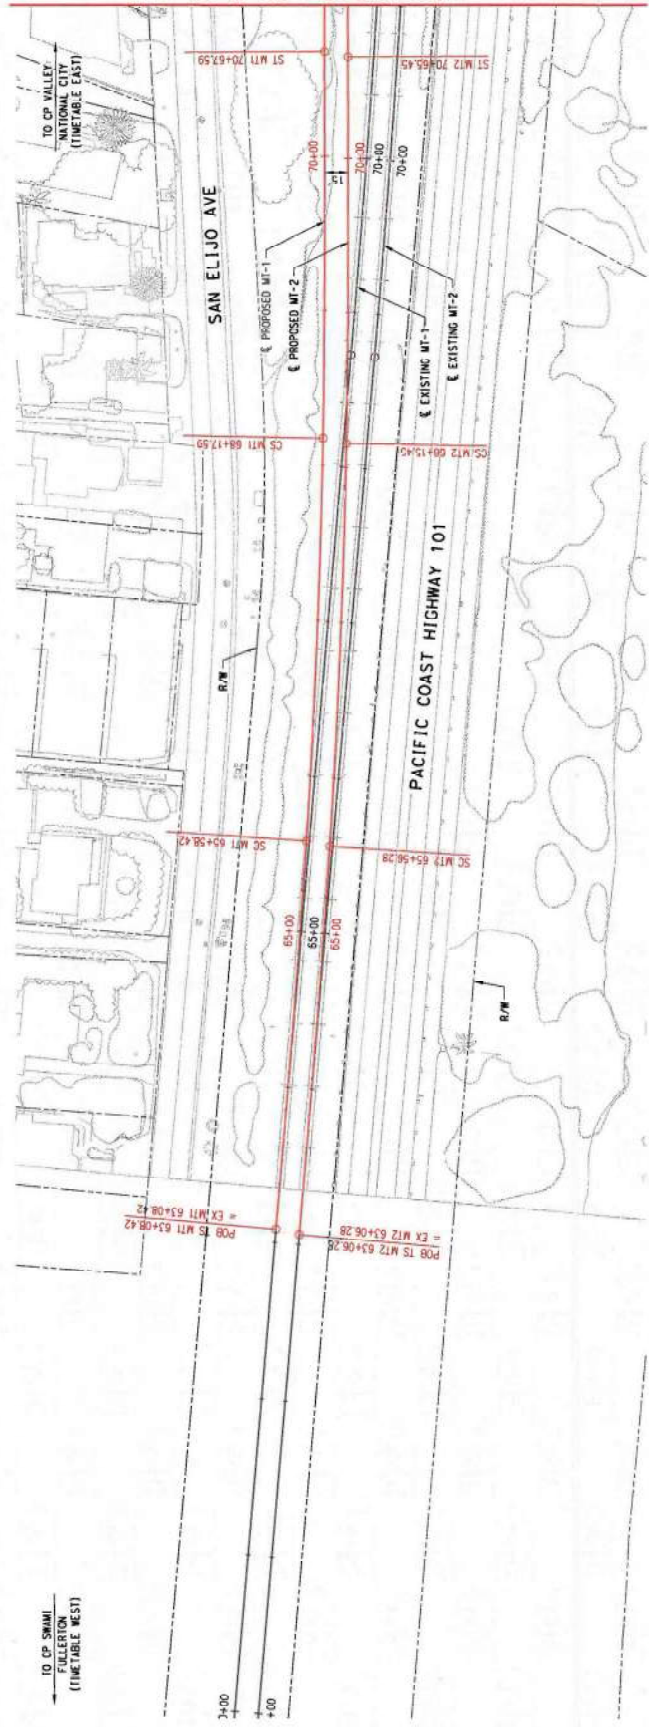 TO CP VALLEY
NATIONAL CITY
(TIMETABLE EAST)
ST MT1 70+67.59
ST MT2 70+65.45
SAN ELIJO AVE
70+00
15'
70+00
70+00
70+00
℄ PROPOSED MT-1
℄ PROPOSED MT-2
℄ EXISTING MT-1
℄ EXISTING MT-2
CS MT1 68+17.59
CS MT2 68+15.45
R/W
PACIFIC COAST HIGHWAY 101
SC MT1 65+58.42
SC MT2 65+56.28
65+00
65+00
65+00
R/W
POB TS MT1 63+08.42
= EX MT1 63+08.42
POB TS MT2 63+06.28
= EX MT2 63+06.28
TO CP SWAMI
FULLERTON
(TIMETABLE WEST)
+00
+00